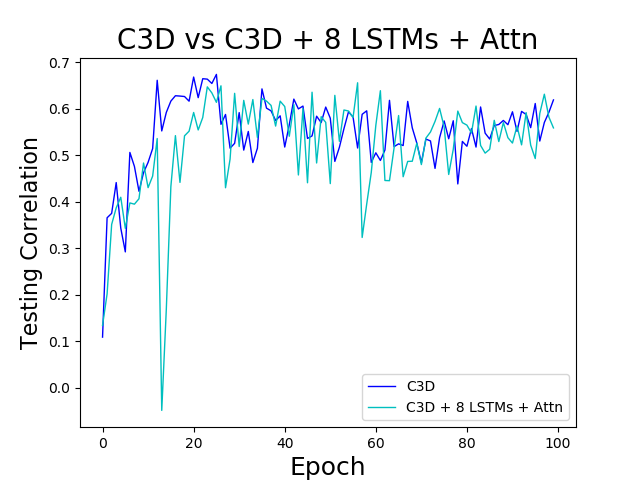 C3D vs C3D + 8 LSTMs + Attn
0.7
0.6
0.5
0.4
0.3
0.2
0.1
0.0
Testing Correlation
C3D
C3D + 8 LSTMs + Attn
0 20 40 60 80 100
Epoch